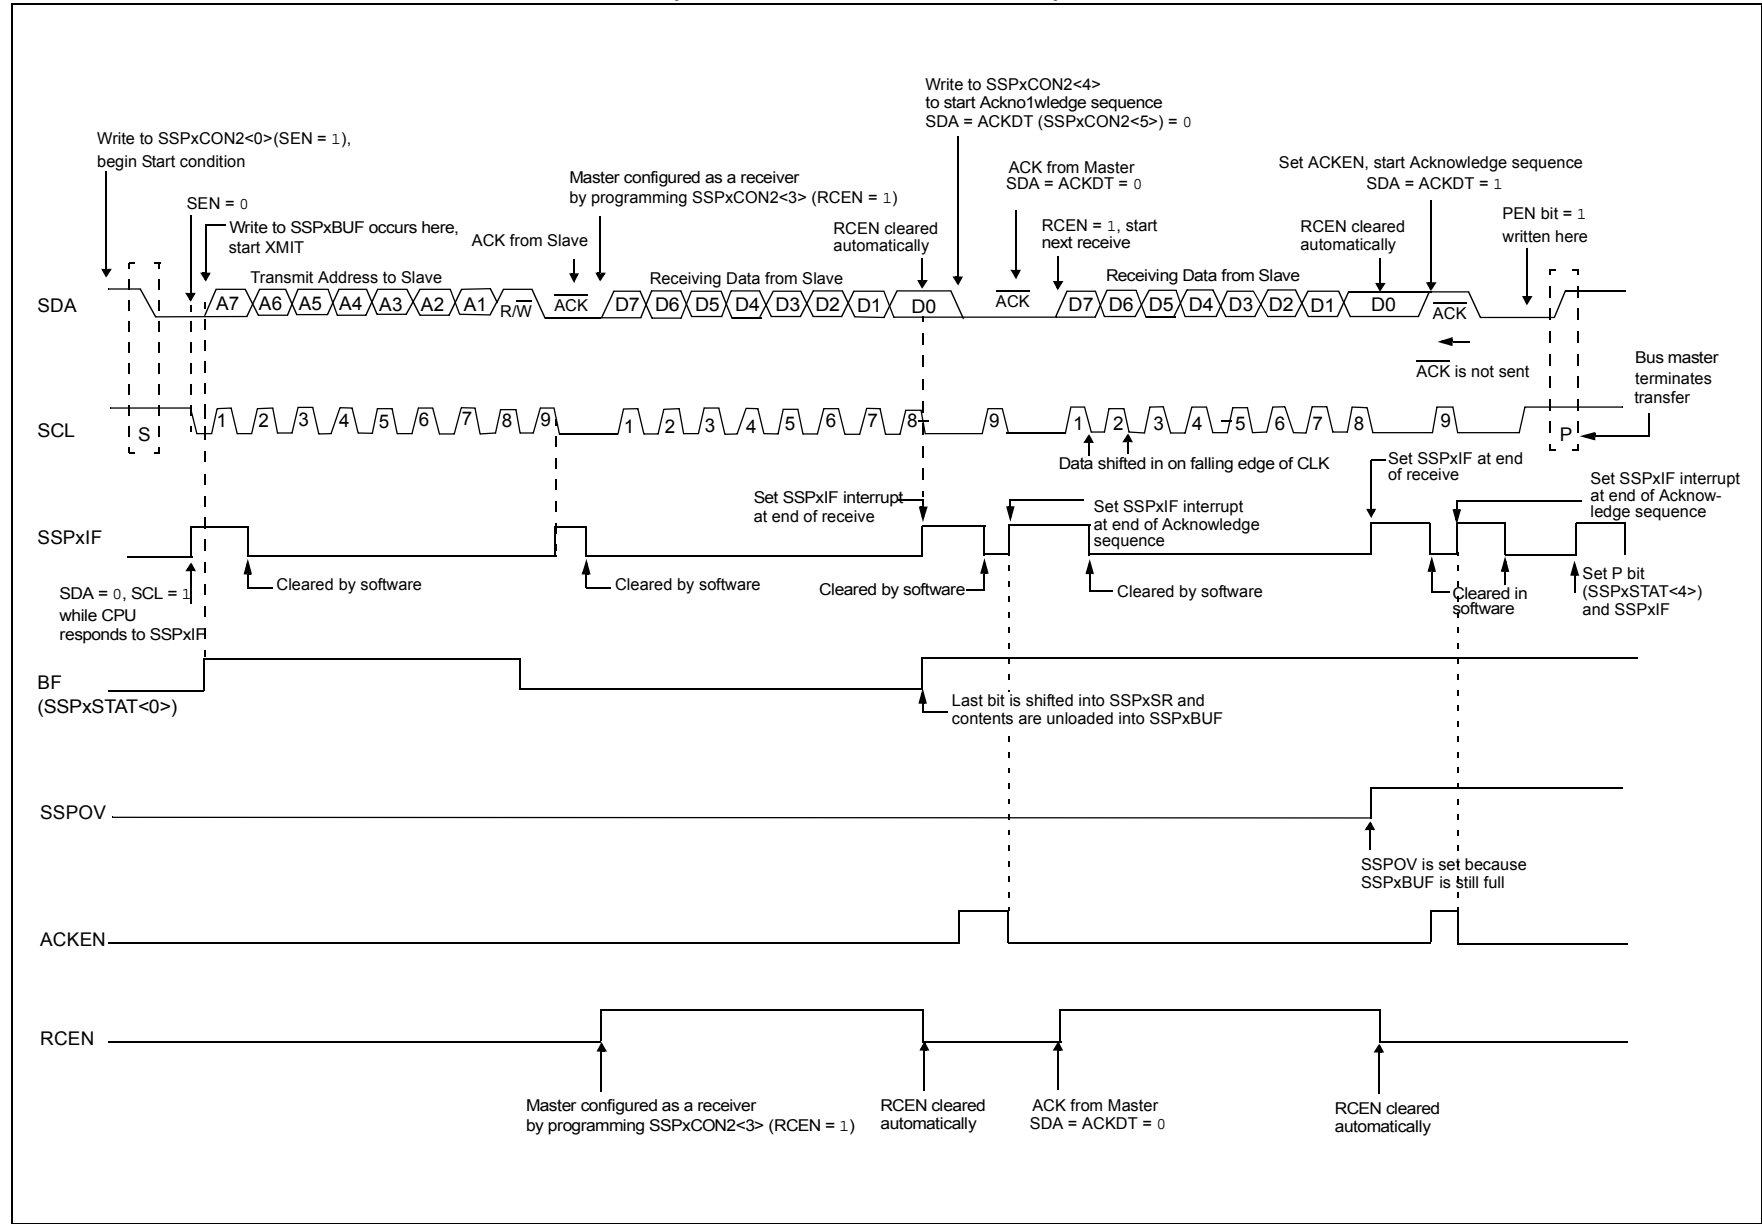 Write to SSPxCON2<4>
to start Ackno1wledge sequence
SDA = ACKDT (SSPxCON2<5>) = 0
Write to SSPxCON2<0>(SEN = 1),
begin Start condition
ACK from Master
SDA = ACKDT = 0
Set ACKEN, start Acknowledge sequence
SDA = ACKDT = 1
Master configured as a receiver
by programming SSPxCON2<3> (RCEN = 1)
SEN = 0
Write to SSPxBUF occurs here,
start XMIT
ACK from Slave
RCEN cleared
automatically
RCEN = 1, start
next receive
RCEN cleared
automatically
PEN bit = 1
written here
Transmit Address to Slave
Receiving Data from Slave
Receiving Data from Slave
SDA
A7 A6 A5 A4 A3 A2 A1 R/W ACK D7 D6 D5 D4 D3 D2 D1 D0 ACK D7 D6 D5 D4 D3 D2 D1 D0 ACK
ACK is not sent
Bus master
terminates
transfer
SCL
S 1 2 3 4 5 6 7 8 9 1 2 3 4 5 6 7 8 9 1 2 3 4 5 6 7 8 9 P
Data shifted in on falling edge of CLK
Set SSPxIF at end
of receive
Set SSPxIF interrupt
at end of receive
Set SSPxIF interrupt
at end of Acknowledge
sequence
Set SSPxIF interrupt
at end of Acknow-
ledge sequence
SSPxIF
Cleared by software
Cleared by software
Cleared by software
Cleared by software
Cleared in
software
Set P bit
(SSPxSTAT<4>)
and SSPxIF
SDA = 0, SCL = 1
while CPU
responds to SSPxIF
BF
(SSPxSTAT<0>)
Last bit is shifted into SSPxSR and
contents are unloaded into SSPxBUF
SSPOV
SSPOV is set because
SSPxBUF is still full
ACKEN
RCEN
Master configured as a receiver
by programming SSPxCON2<3> (RCEN = 1)
RCEN cleared
automatically
ACK from Master
SDA = ACKDT = 0
RCEN cleared
automatically